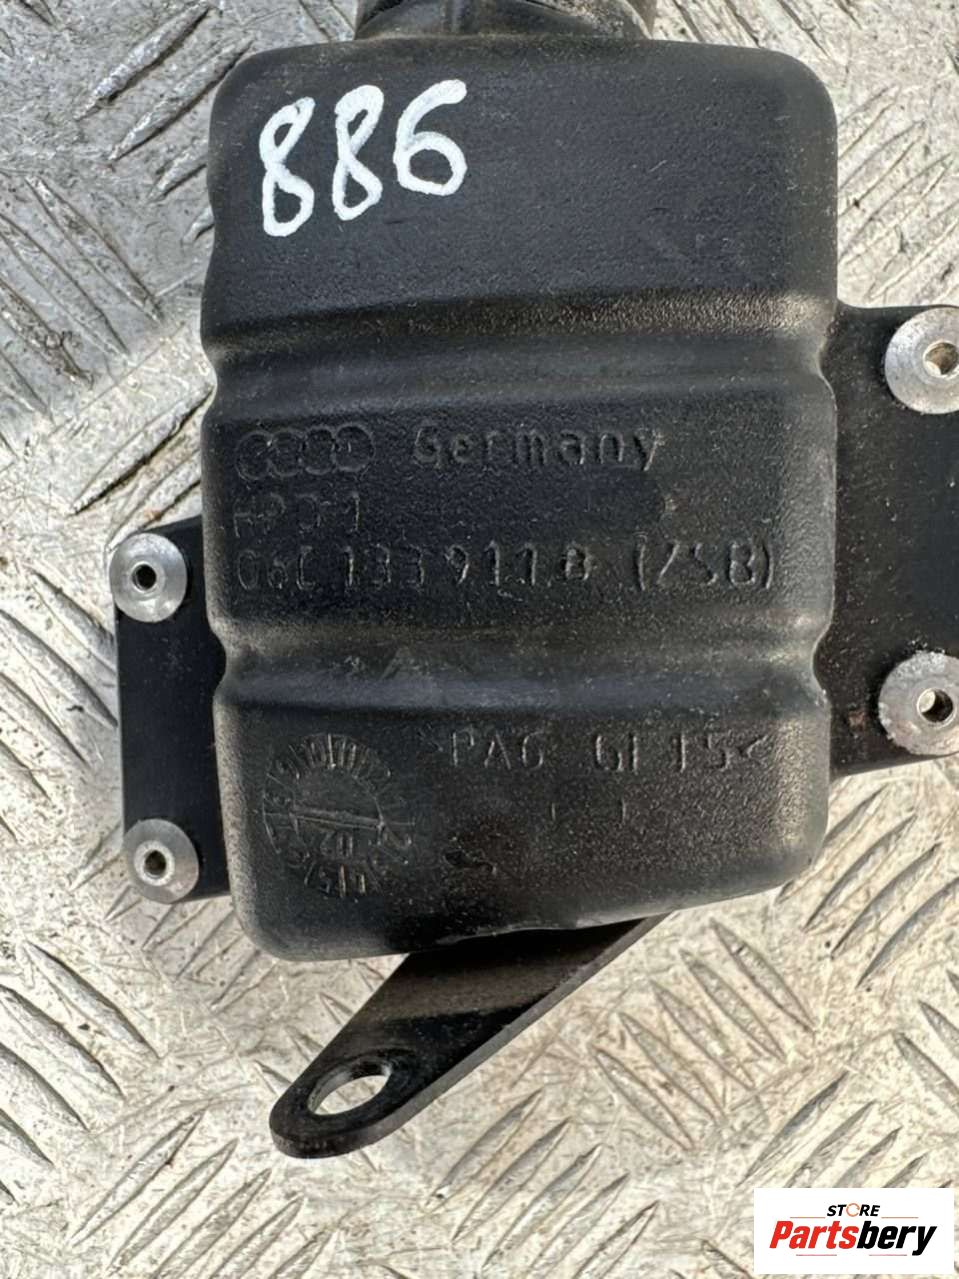 886
Germany
06C 133 911 B (ZSB)
>PA6 GF15<
STORE
Partsbery